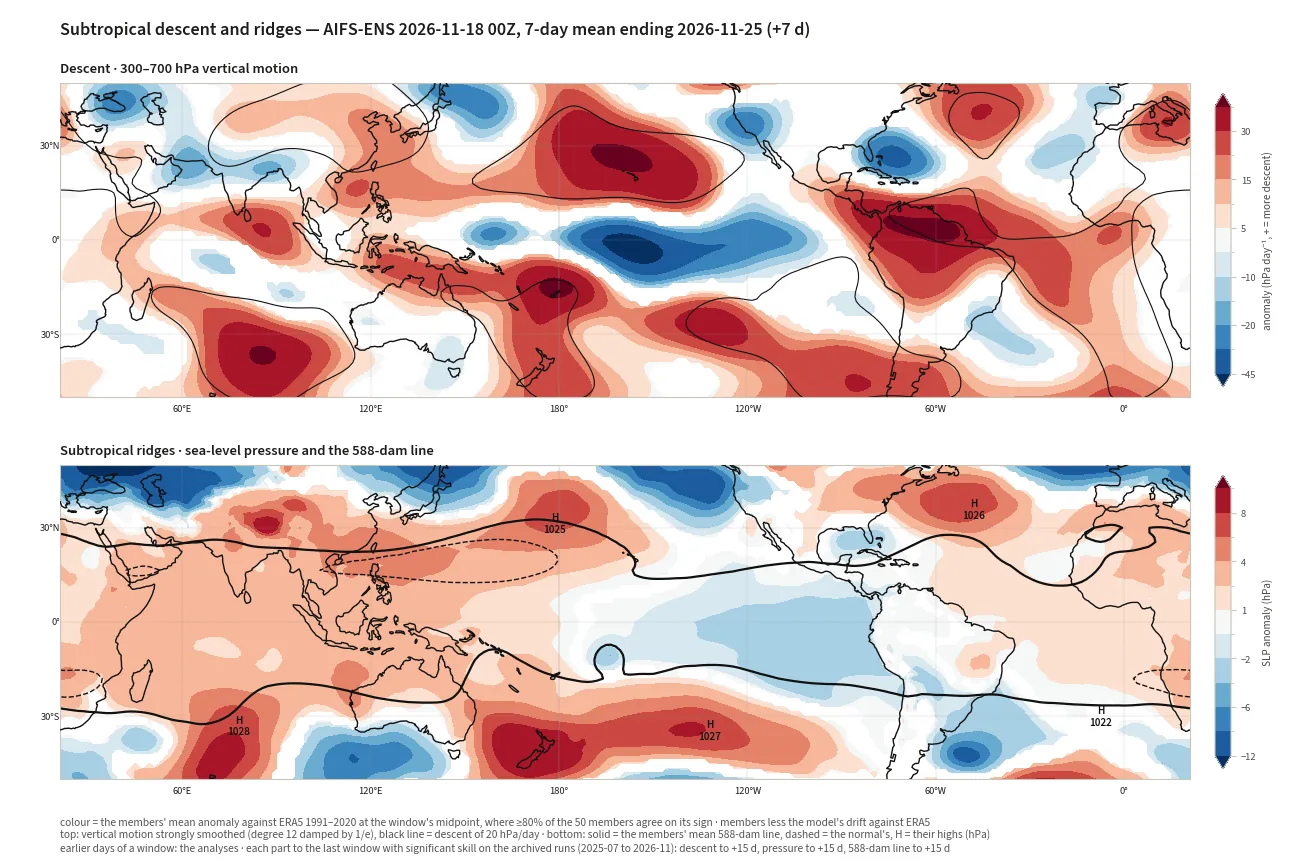 Subtropical descent and ridges — AIFS-ENS 2026-11-18 00Z, 7-day mean ending 2026-11-25 (+7 d)
Descent · 300–700 hPa vertical motion
30°N
0°
30°S
60°E
120°E
180°
120°W
60°W
0°
30
15
5
−10
−20
−45
anomaly (hPa day⁻¹, + = more descent)
Subtropical ridges · sea-level pressure and the 588-dam line
30°N
0°
30°S
H
1025
H
1026
H
1028
H
1027
H
1022
60°E
120°E
180°
120°W
60°W
0°
8
4
1
−2
−6
−12
SLP anomaly (hPa)
colour = the members' mean anomaly against ERA5 1991–2020 at the window's midpoint, where ≥80% of the 50 members agree on its sign · members less the model's drift against ERA5
top: vertical motion strongly smoothed (degree 12 damped by 1/e), black line = descent of 20 hPa/day · bottom: solid = the members' mean 588-dam line, dashed = the normal's, H = their highs (hPa)
earlier days of a window: the analyses · each part to the last window with significant skill on the archived runs (2025-07 to 2026-11): descent to +15 d, pressure to +15 d, 588-dam line to +15 d